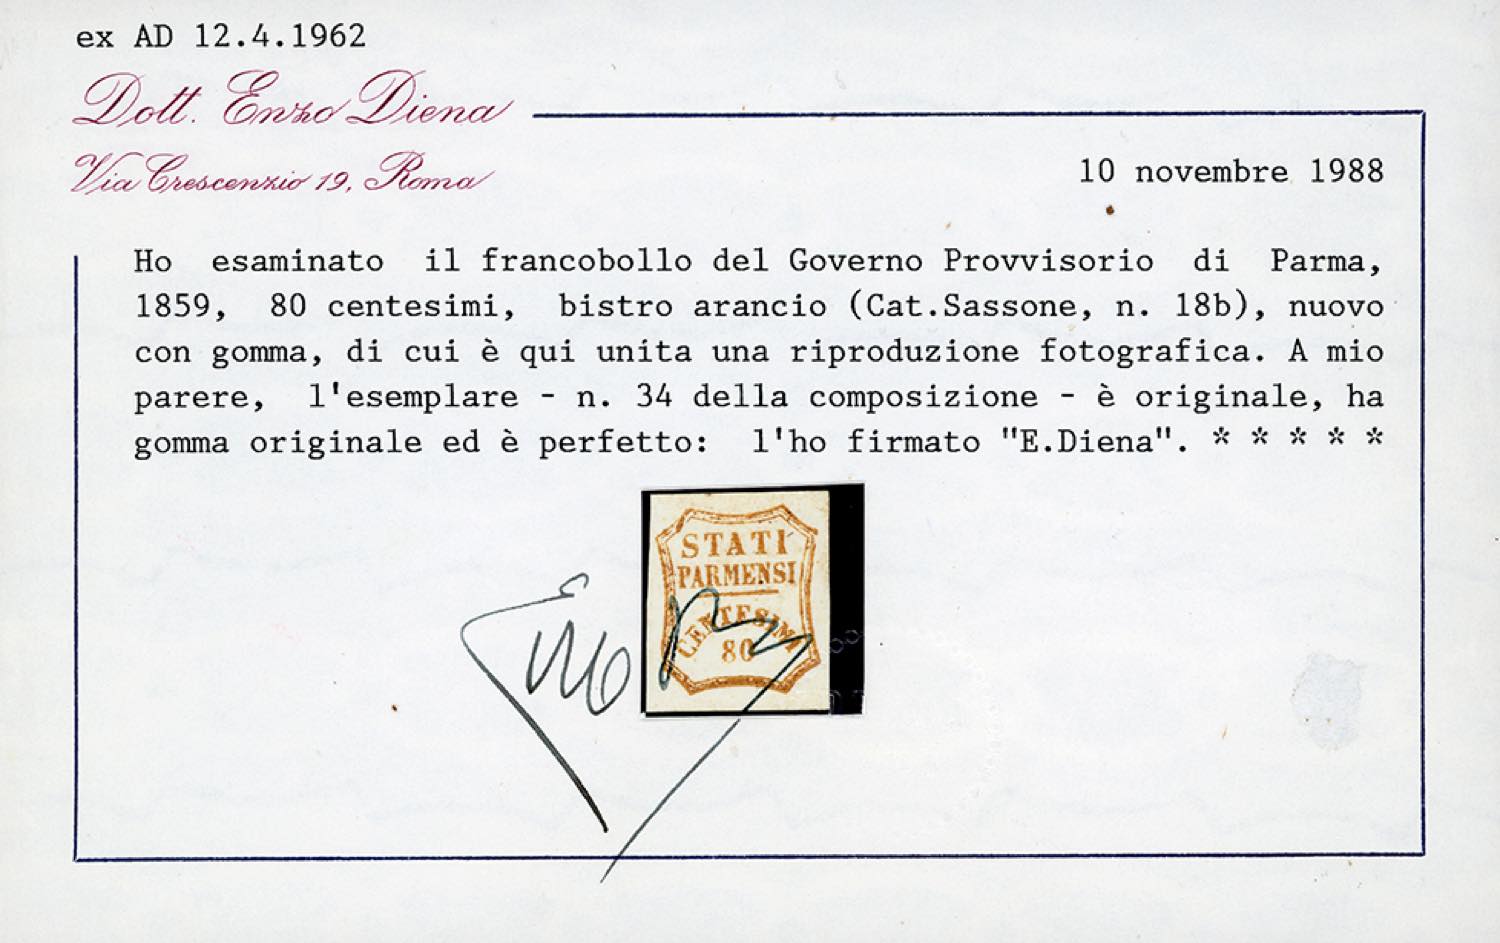 ex AD 12.4.1962
Dott. Enzo Diena
Via Crescenzio 19, Roma
10 novembre 1988
Ho esaminato il francobollo del Governo Provvisorio di Parma,
1859, 80 centesimi, bistro arancio (Cat.Sassone, n. 18b), nuovo
con gomma, di cui è qui unita una riproduzione fotografica. A mio
parere, l'esemplare - n. 34 della composizione - è originale, ha
gomma originale ed è perfetto: l'ho firmato "E.Diena". * * * * *
STATI
PARMENSI
CENTESIMI
80